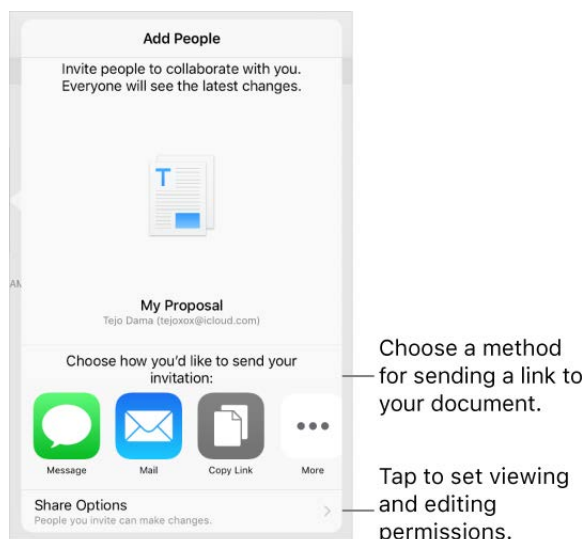 Add People
Invite people to collaborate with you.
Everyone will see the latest changes.
T
AM
My Proposal
Tejo Dama (tejoxox@icloud.com)
Choose how you'd like to send your
invitation:
Message Mail Copy Link More
Share Options
People you invite can make changes.
Choose a method
for sending a link to
your document.
Tap to set viewing
and editing
permissions.